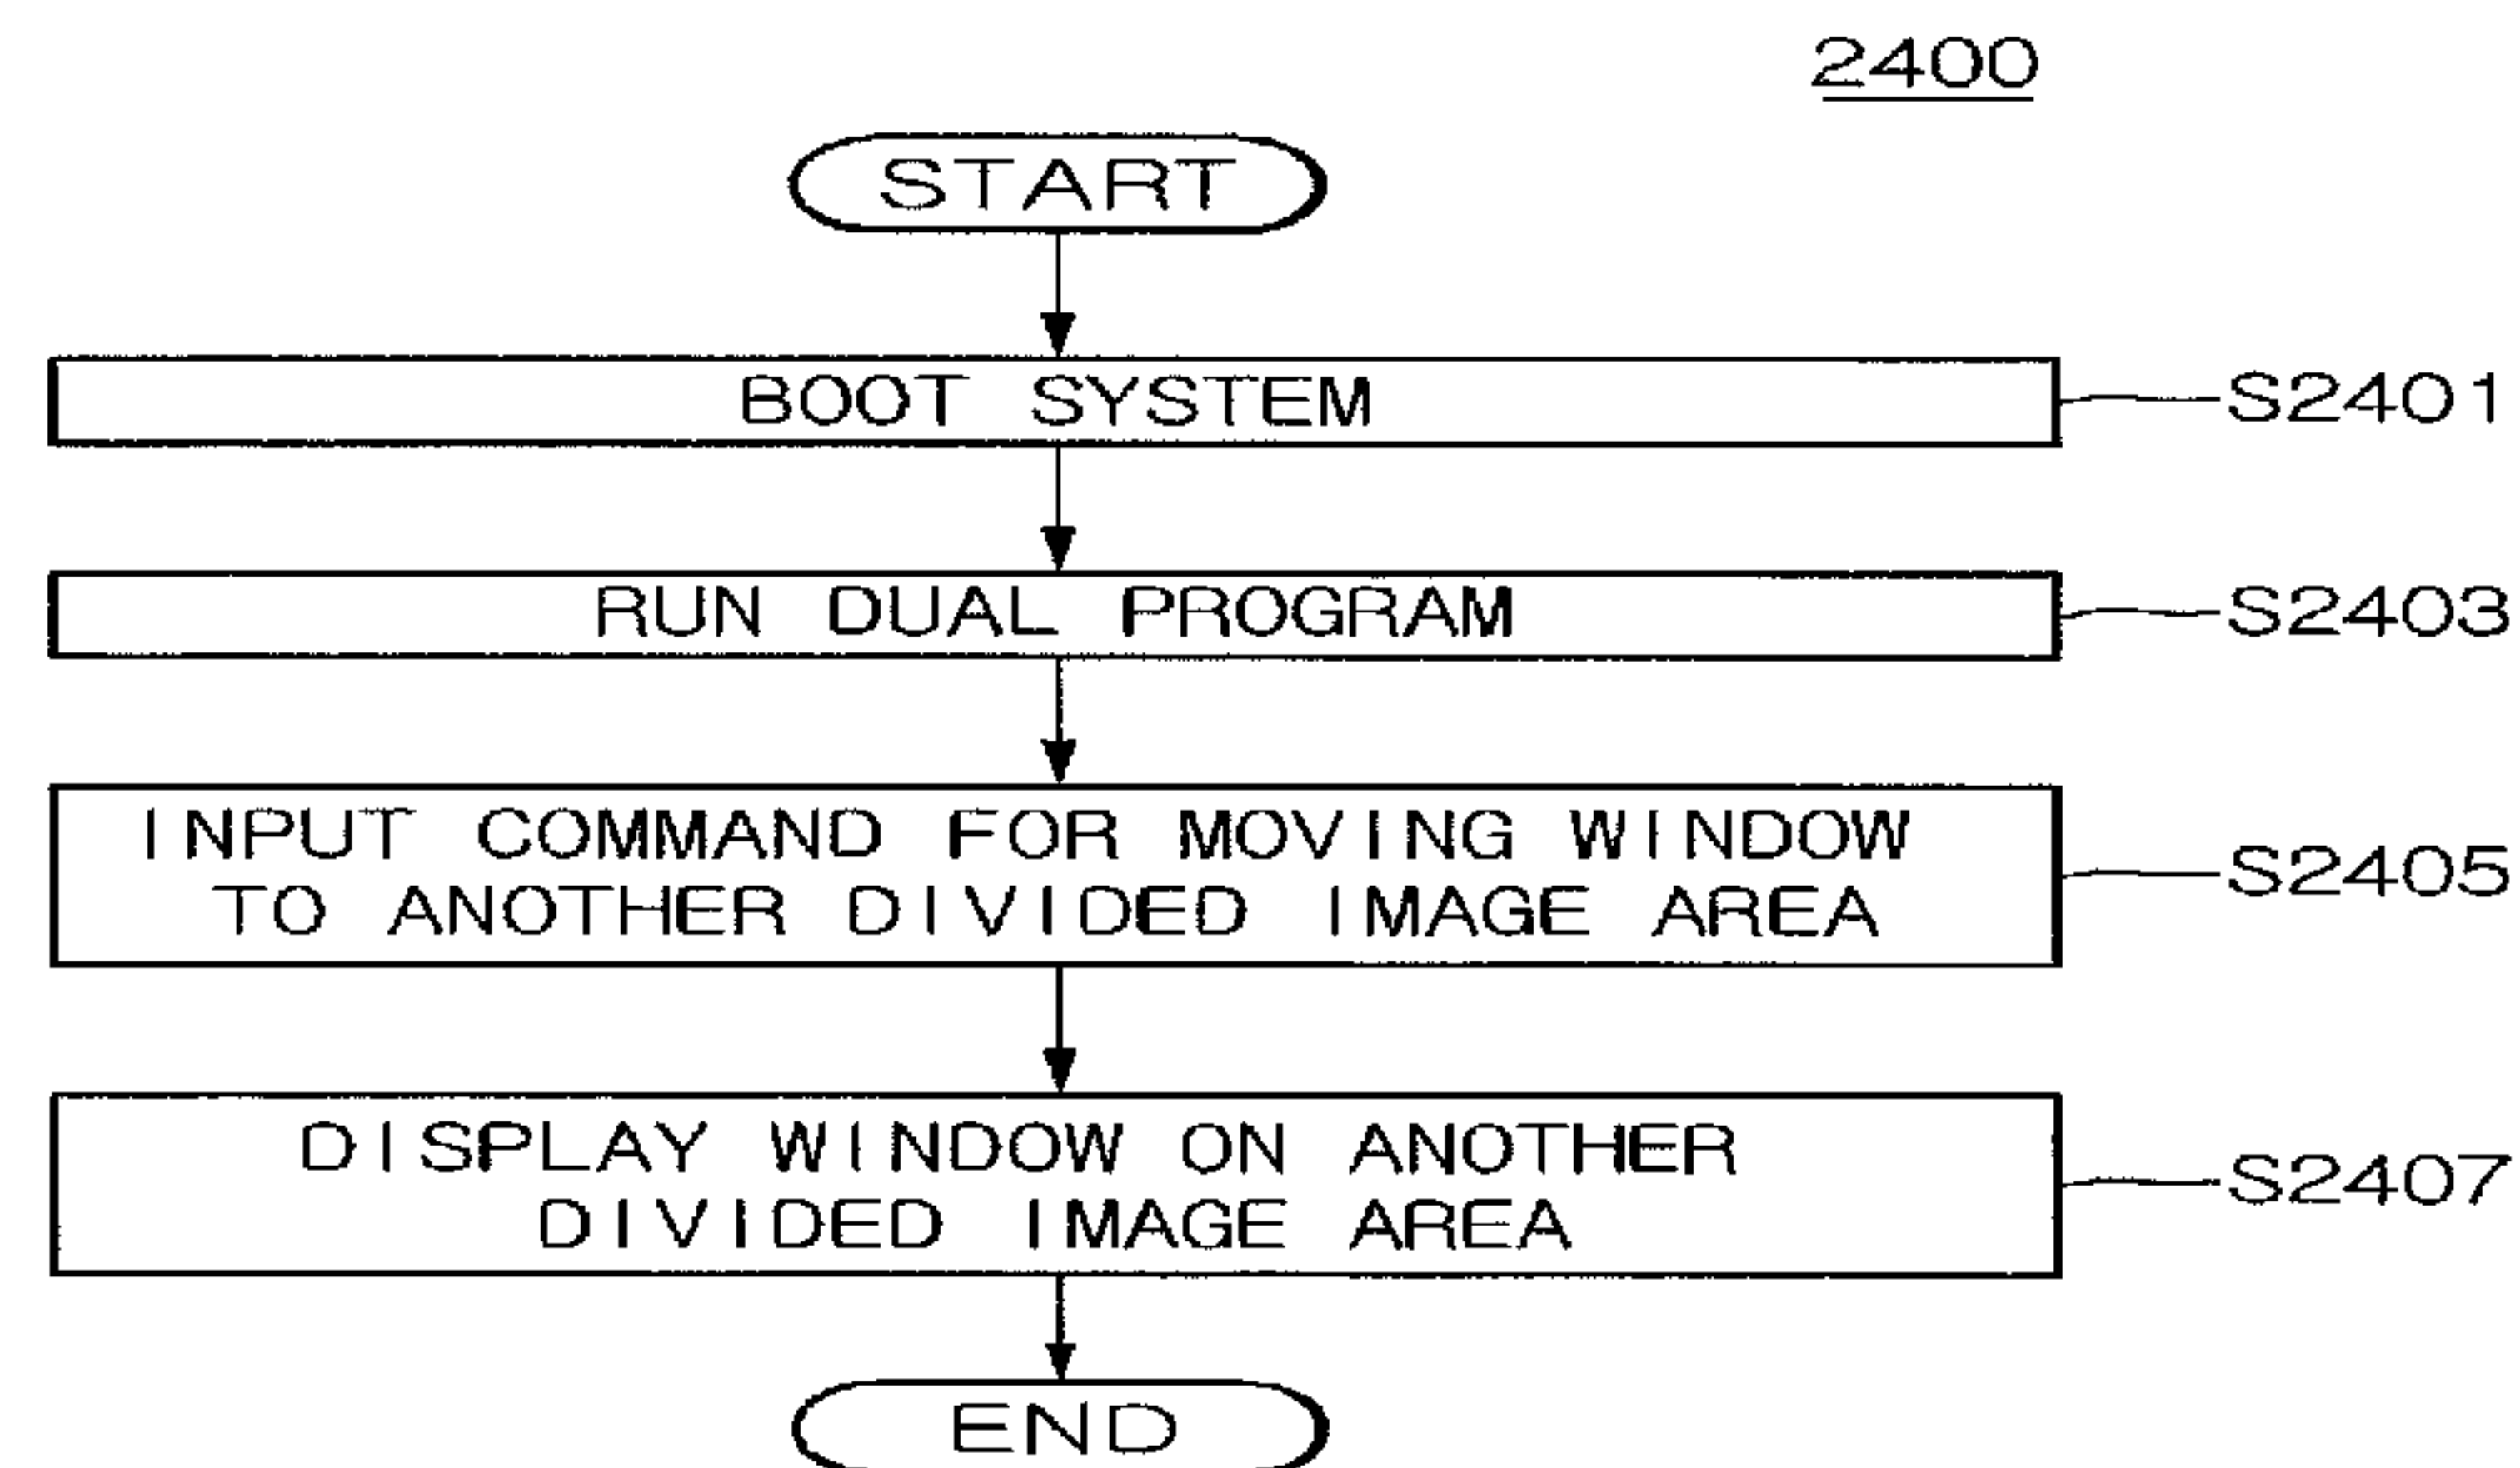 2400
START
BOOT SYSTEM
S2401
RUN DUAL PROGRAM
S2403
INPUT COMMAND FOR MOVING WINDOW
TO ANOTHER DIVIDED IMAGE AREA
S2405
DISPLAY WINDOW ON ANOTHER
DIVIDED IMAGE AREA
S2407
END